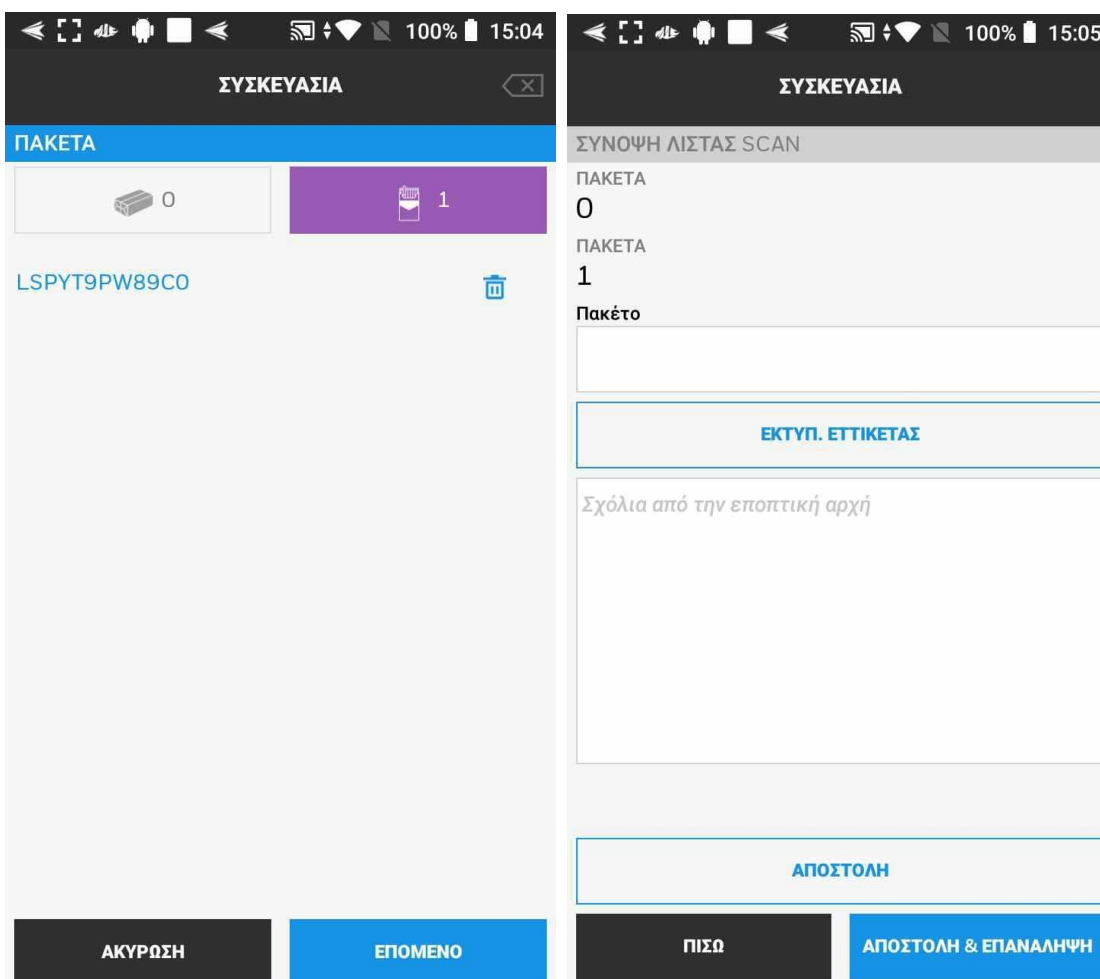 100% 15:04
ΣΥΣΚΕΥΑΣΙΑ
ΠΑΚΕΤΑ
0
1
LSPYT9PW89C0
ΑΚΥΡΩΣΗ
ΕΠΟΜΕΝΟ
100% 15:05
ΣΥΣΚΕΥΑΣΙΑ
ΣΥΝΟΨΗ ΛΙΣΤΑΣ SCAN
ΠΑΚΕΤΑ
0
ΠΑΚΕΤΑ
1
Πακέτο
ΕΚΤΥΠ. ΕΤΤΙΚΕΤΑΣ
Σχόλια από την εποπτική αρχή
ΑΠΟΣΤΟΛΗ
ΠΙΣΩ
ΑΠΟΣΤΟΛΗ & ΕΠΑΝΑΛΗΨΗ